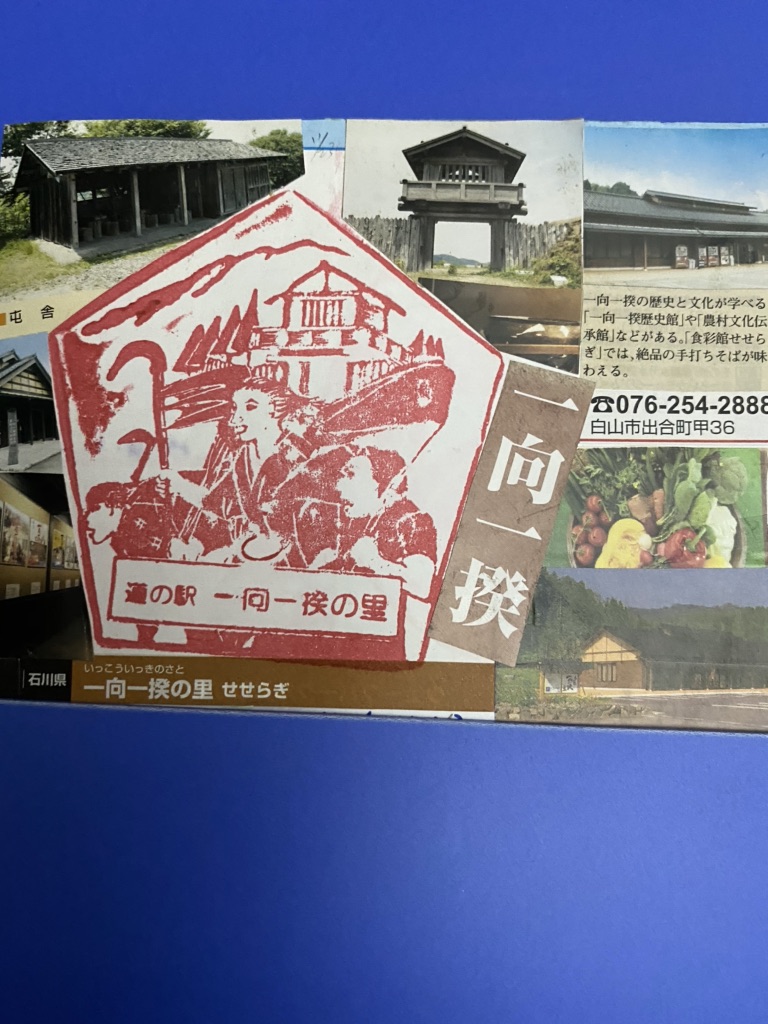 屯舎
一向一揆の歴史と文化が学べる
「一向一揆歴史館」や「農村文化伝
承館」などがある。「食彩館せせら
ぎ」では、絶品の手打ちそばが味
わえる。
☎076-254-2888
白山市出合町甲36
一向一揆
道の駅 一向一揆の里
石川県
いっこういっきのさと
一向一揆の里 せせらぎ